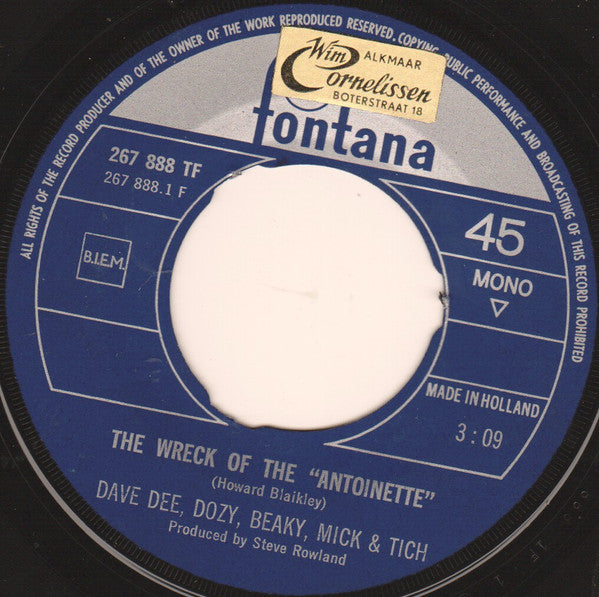 ALL RIGHTS OF THE RECORD PRODUCER AND OF THE OWNER OF THE WORK REPRODUCED RESERVED. COPYING, PUBLIC PERFORMANCE AND BROADCASTING OF THIS RECORD PROHIBITED
Wim ALKMAAR
Cornelissen
BOTERSTRAAT 18
fontana
267 888 TF
267 888.1 F
B.I.E.M.
45
MONO
MADE IN HOLLAND
3 : 09
THE WRECK OF THE "ANTOINETTE"
(Howard Blaikley)
DAVE DEE, DOZY, BEAKY, MICK & TICH
Produced by Steve Rowland